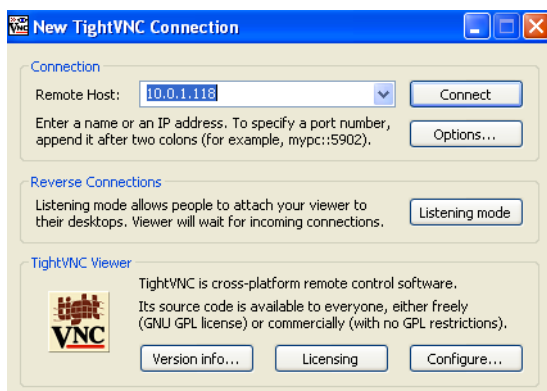 New TightVNC Connection
Connection
Remote Host: 10.0.1.118 Connect
Enter a name or an IP address. To specify a port number,
append it after two colons (for example, mypc::5902).
Options...
Reverse Connections
Listening mode allows people to attach your viewer to
their desktops. Viewer will wait for incoming connections.
Listening mode
TightVNC Viewer
TightVNC is cross-platform remote control software.
Its source code is available to everyone, either freely
(GNU GPL license) or commercially (with no GPL restrictions).
tight
VNC
Version info... Licensing Configure...